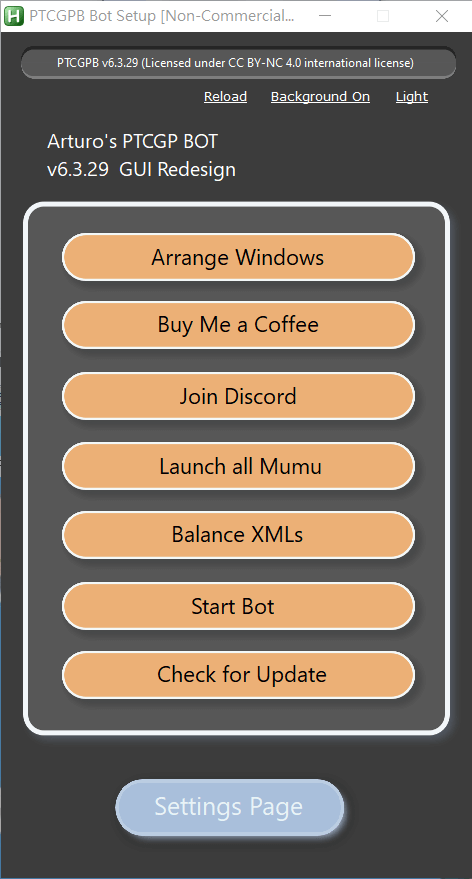 PTCGPB Bot Setup [Non-Commercial...
PTCGPB v6.3.29 (Licensed under CC BY-NC 4.0 international license)
Reload Background On Light
Arturo's PTCGP BOT
v6.3.29 GUI Redesign
Arrange Windows
Buy Me a Coffee
Join Discord
Launch all Mumu
Balance XMLs
Start Bot
Check for Update
Settings Page